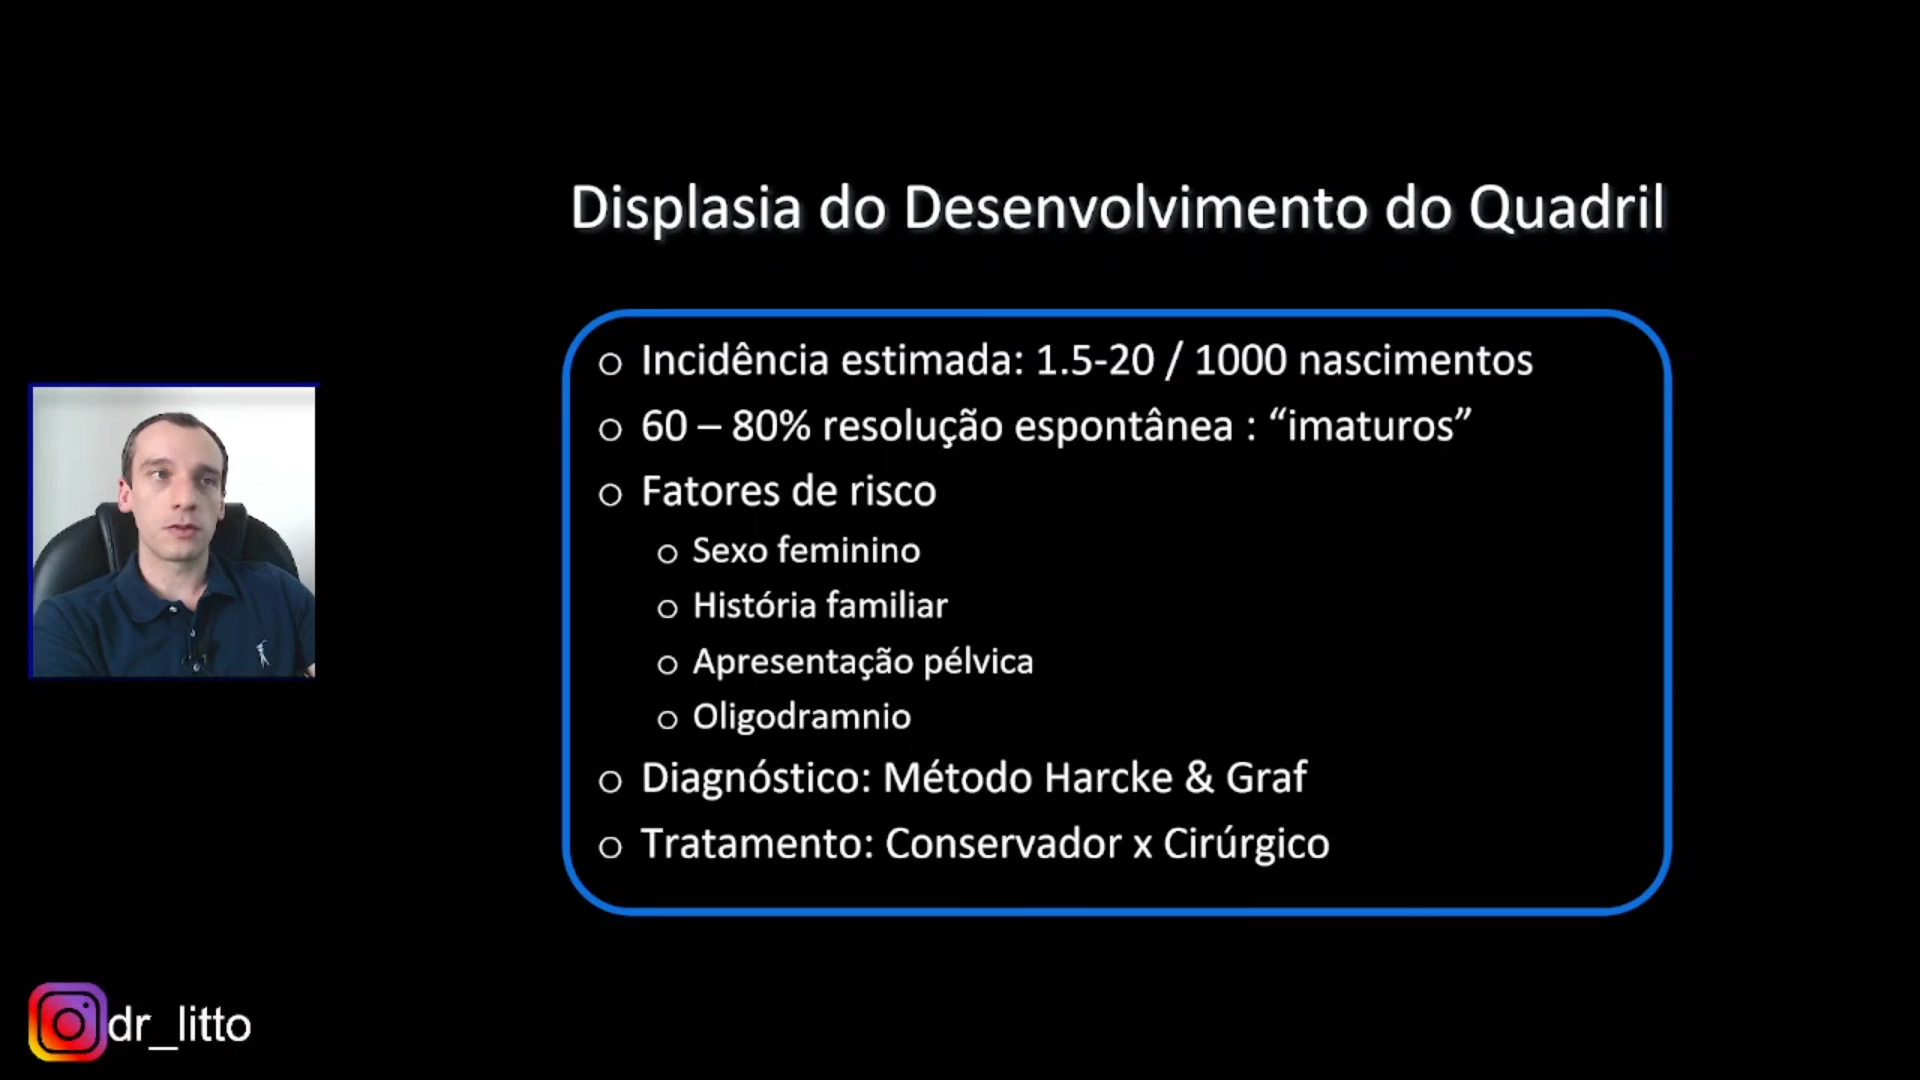 Displasia do Desenvolvimento do Quadril
Incidência estimada: 1.5-20 / 1000 nascimentos
60 – 80% resolução espontânea : “imaturos”
Fatores de risco
Sexo feminino
História familiar
Apresentação pélvica
Oligodramnio
Diagnóstico: Método Harcke & Graf
Tratamento: Conservador x Cirúrgico
dr_litto